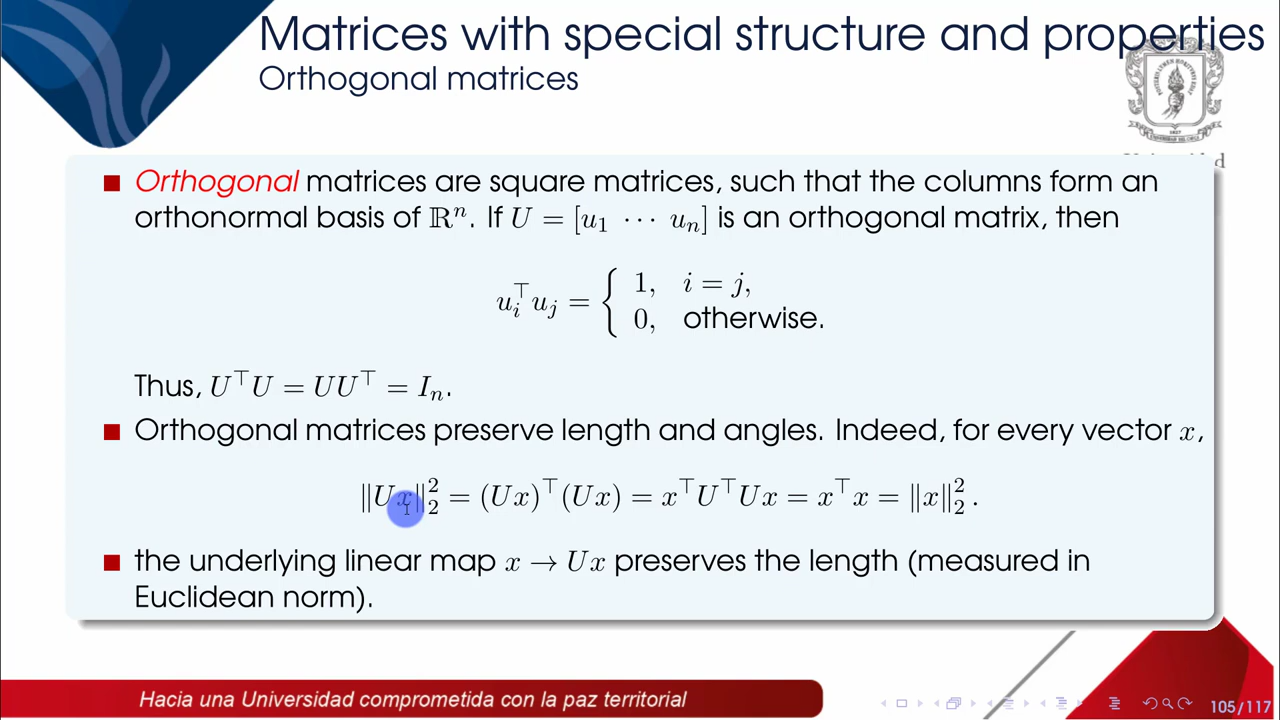 Matrices with special structure and properties
Orthogonal matrices
Orthogonal matrices are square matrices, such that the columns form an
orthonormal basis of ℝⁿ. If U = [u₁ ⋯ uₙ] is an orthogonal matrix, then
uᵢ^⊤ uⱼ = { 1, i = j,
0, otherwise.
Thus, U^⊤U = UU^⊤ = Iₙ.
Orthogonal matrices preserve length and angles. Indeed, for every vector x,
‖Ux‖₂² = (Ux)^⊤(Ux) = x^⊤U^⊤Ux = x^⊤x = ‖x‖₂².
the underlying linear map x → Ux preserves the length (measured in
Euclidean norm).
Hacia una Universidad comprometida con la paz territorial
105/117